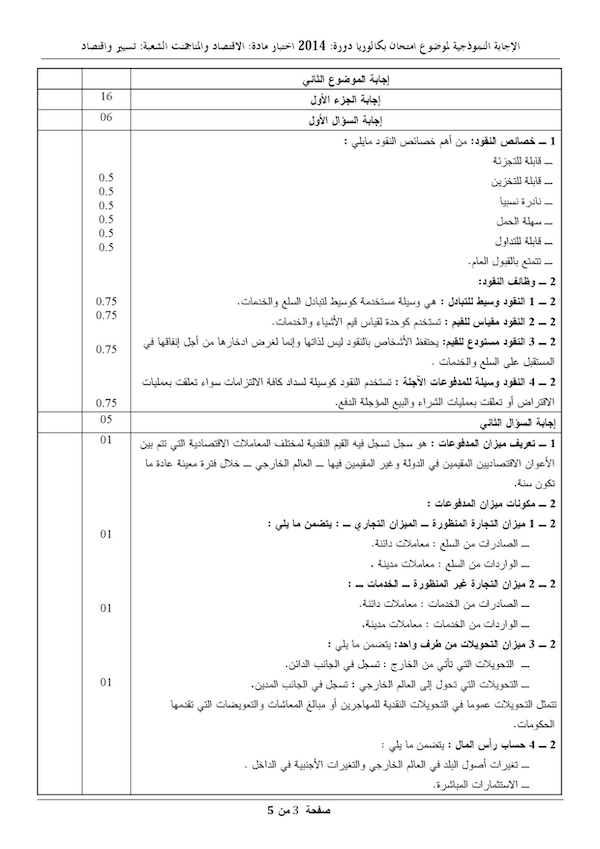 الإجابة النموذجية لموضوع امتحان بكالوريا دورة: 2014 اختبار مادة: الاقتصاد والمناجمنت الشعبة: تسيير واقتصاد
إجابة الموضوع الثاني
إجابة الجزء الأول 16
إجابة السؤال الأول 06
1 ــ خصائص النقود: من أهم خصائص النقود مايلي :
ــ قابلة للتجزئة
ــ قابلة للتخزين 0.5
0.5
ــ نادرة نسبيا 0.5
ــ سهلة الحمل 0.5
ــ قابلة للتداول 0.5
0.5
ــ تتمتع بالقبول العام.
2 ــ وظائف النقود:
2 ــ 1 النقود وسيط للتبادل : هي وسيلة مستخدمة كوسيط لتبادل السلع والخدمات. 0.75
2 ــ 2 النقود مقياس للقيم : تستخدم كوحدة لقياس قيم الأشياء والخدمات. 0.75
2 ــ 3 النقود مستودع للقيم: يحتفظ الأشخاص بالنقود ليس لذاتها وإنما لغرض ادخارها من أجل إنفاقها في 0.75
المستقبل على السلع والخدمات .
2 ــ 4 النقود وسيلة للمدفوعات الآجلة : تستخدم النقود كوسيلة لسداد كافة الالتزامات سواء تعلقت بعمليات
الاقتراض أو تعلقت بعمليات الشراء والبيع المؤجلة الدفع. 0.75
إجابة السؤال الثاني 05
1 ــ تعريف ميزان المدفوعات : هو سجل تسجل فيه القيم النقدية لمختلف المعاملات الاقتصادية التي تتم بين 01
الأعوان الاقتصاديين المقيمين في الدولة وغير المقيمين فيها ــ العالم الخارجي ــ خلال فترة معينة عادة ما
تكون سنة.
2 ــ مكونات ميزان المدفوعات :
2 ــ 1 ميزان التجارة المنظورة ــ الميزان التجاري ــ : يتضمن ما يلي :
ــ الصادرات من السلع : معاملات دائنة. 01
ــ الواردات من السلع : معاملات مدينة .
2 ــ 2 ميزان التجارة غير المنظورة ــ الخدمات ــ :
ــ الصادرات من الخدمات : معاملات دائنة. 01
ــ الواردات من الخدمات : معاملات مدينة.
2 ــ 3 ميزان التحويلات من طرف واحد: يتضمن ما يلي :
ــ التحويلات التي تأتي من الخارج : تسجل في الجانب الدائن.
ــ التحويلات التي تحول إلى العالم الخارجي : تسجل في الجانب المدين. 01
تتمثل التحويلات عموما في التحويلات النقدية للمهاجرين أو مبالغ المعاشات والتعويضات التي تقدمها
الحكومات.
2 ــ 4 حساب رأس المال : يتضمن ما يلي :
ــ تغيرات أصول البلد في العالم الخارجي والتغيرات الأجنبية في الداخل .
ــ الاستثمارات المباشرة.
صفحة 3 من 5